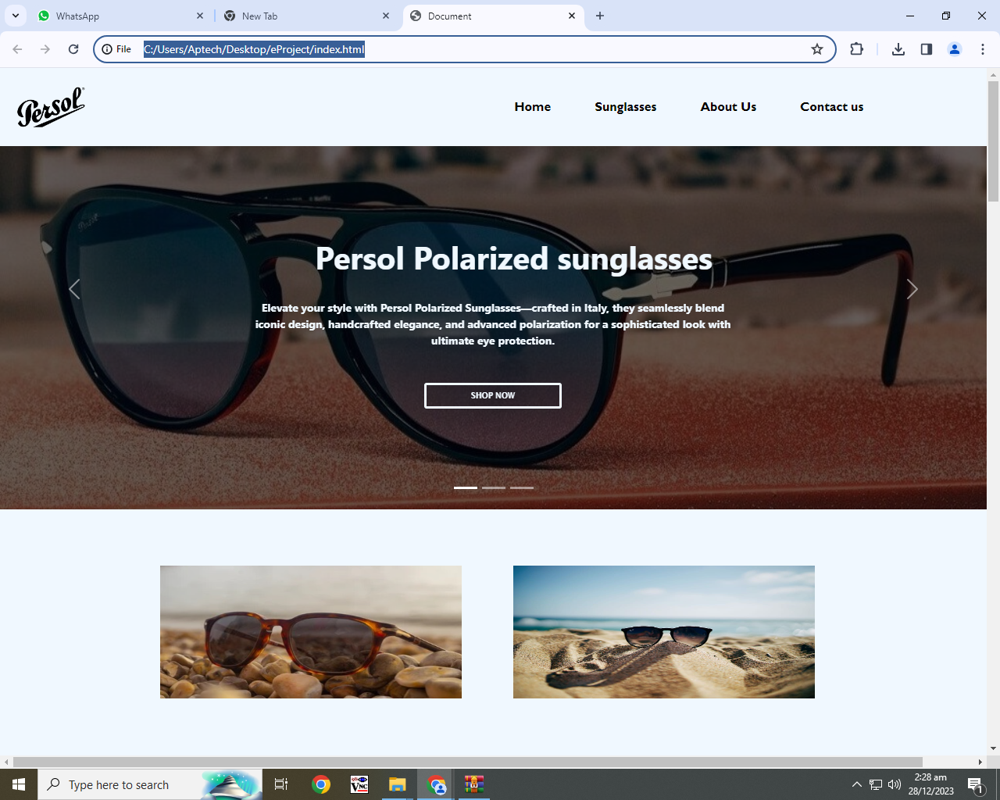 WhatsApp
New Tab
Document
File
C:/Users/Aptech/Desktop/eProject/index.html
Persol
Home
Sunglasses
About Us
Contact us
Persol Polarized sunglasses
Elevate your style with Persol Polarized Sunglasses—crafted in Italy, they seamlessly blend
iconic design, handcrafted elegance, and advanced polarization for a sophisticated look with
ultimate eye protection.
SHOP NOW
Type here to search
VNC
2:28 am
28/12/2023
1